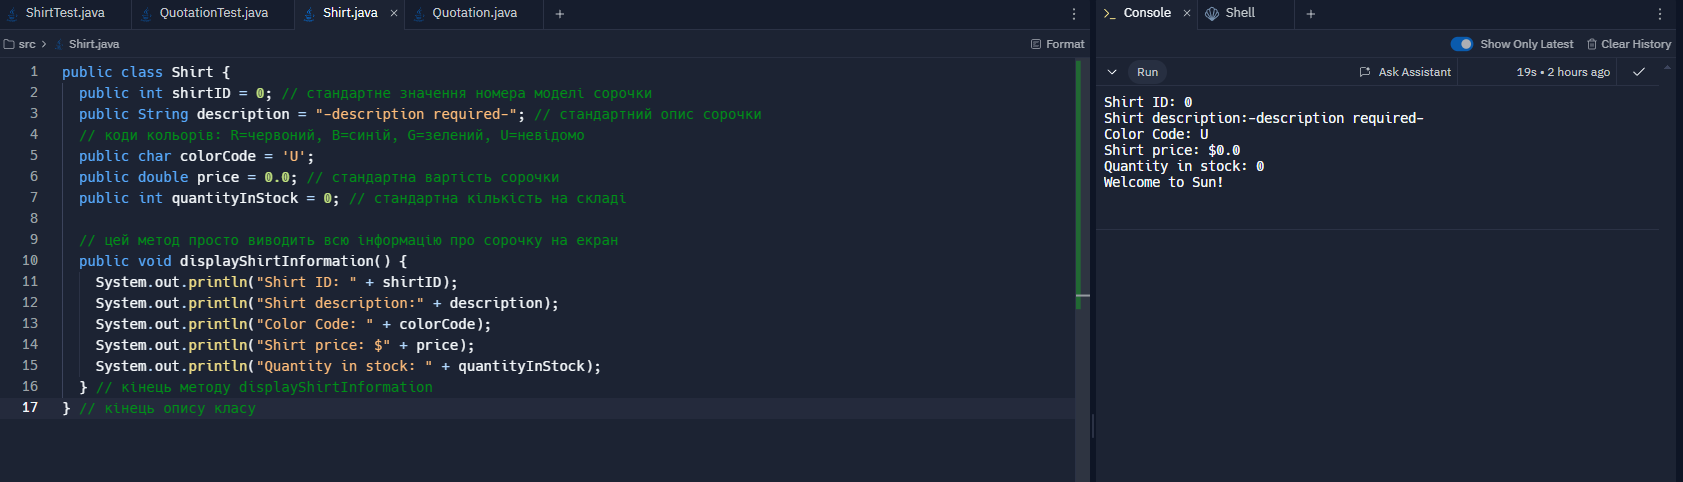 ShirtTest.java
QuotationTest.java
Shirt.java
Quotation.java
src > Shirt.java
Format
1 public class Shirt {
2 public int shirtID = 0; // стандартне значення номера моделі сорочки
3 public String description = "-description required-"; // стандартний опис сорочки
4 // коди кольорів: R=червоний, B=синій, G=зелений, U=невідомо
5 public char colorCode = 'U';
6 public double price = 0.0; // стандартна вартість сорочки
7 public int quantityInStock = 0; // стандартна кількість на складі
8
9 // цей метод просто виводить всю інформацію про сорочку на екран
10 public void displayShirtInformation() {
11 System.out.println("Shirt ID: " + shirtID);
12 System.out.println("Shirt description:" + description);
13 System.out.println("Color Code: " + colorCode);
14 System.out.println("Shirt price: $" + price);
15 System.out.println("Quantity in stock: " + quantityInStock);
16 } // кінець методу displayShirtInformation
17 } // кінець опису класу
Console
Shell
Show Only Latest
Clear History
Run
Ask Assistant
19s • 2 hours ago
Shirt ID: 0
Shirt description:-description required-
Color Code: U
Shirt price: $0.0
Quantity in stock: 0
Welcome to Sun!